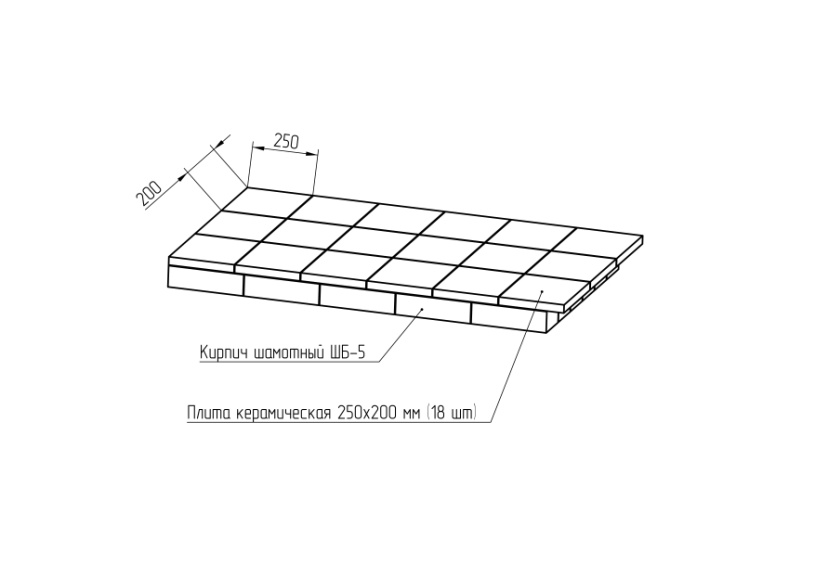 250
200
Кирпич шамотный ШБ-5
Плита керамическая 250х200 мм (18 шт)